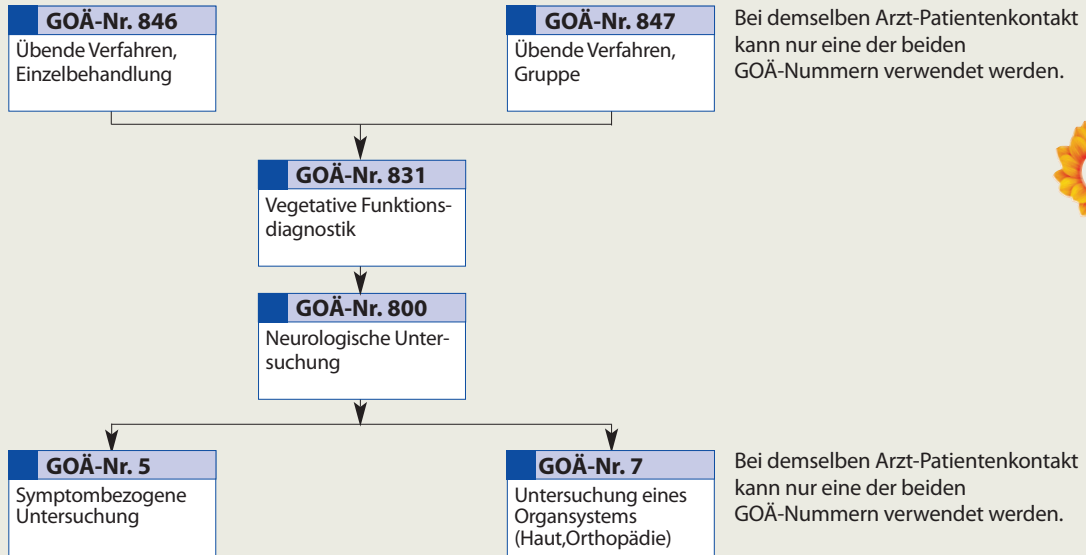 GOÄ-Nr. 846
Übende Verfahren,
Einzelbehandlung
GOÄ-Nr. 847
Übende Verfahren,
Gruppe
Bei demselben Arzt-Patientenkontakt
kann nur eine der beiden
GOÄ-Nummern verwendet werden.
GOÄ-Nr. 831
Vegetative Funktions-
diagnostik
GOÄ-Nr. 800
Neurologische Unter-
suchung
GOÄ-Nr. 5
Symptombezogene
Untersuchung
GOÄ-Nr. 7
Untersuchung eines
Organsystems
(Haut,Orthopädie)
Bei demselben Arzt-Patientenkontakt
kann nur eine der beiden
GOÄ-Nummern verwendet werden.